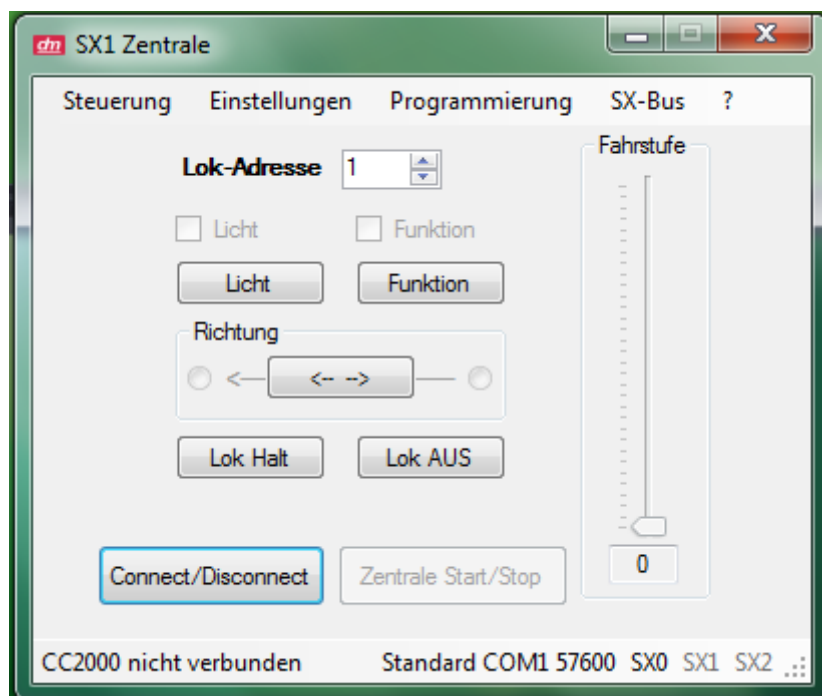 dm SX1 Zentrale
Steuerung Einstellungen Programmierung SX-Bus ?
Lok-Adresse 1
Fahrstufe
Licht Funktion
Licht Funktion
Richtung
<-- <-- -->
Lok Halt Lok AUS
0
Connect/Disconnect Zentrale Start/Stop
CC2000 nicht verbunden Standard COM1 57600 SX0 SX1 SX2